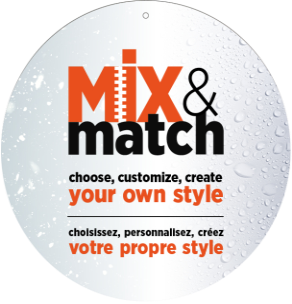 Mix &
match
choose, customize, create
your own style
choisissez, personnalisez, créez
votre propre style